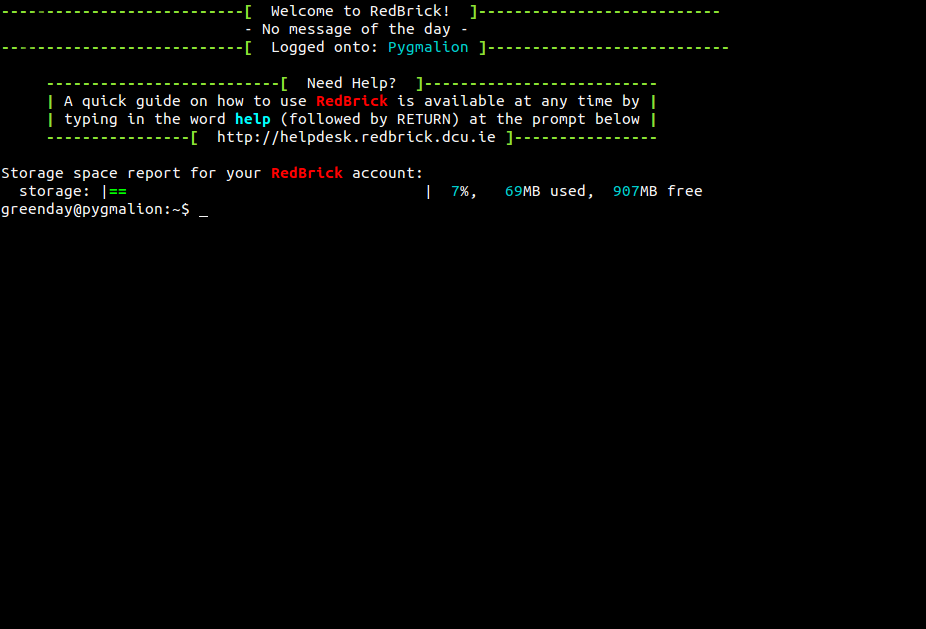 ---------------------------[  Welcome to RedBrick!  ]---------------------------
- No message of the day -
---------------------------[  Logged onto: Pygmalion ]---------------------------
--------------------------[  Need Help?  ]--------------------------
| A quick guide on how to use RedBrick is available at any time by |
| typing in the word help (followed by RETURN) at the prompt below |
----------------[  http://helpdesk.redbrick.dcu.ie ]----------------
Storage space report for your RedBrick account:
storage: |==                                 |  7%,   69MB used,  907MB free
greenday@pygmalion:~$ _